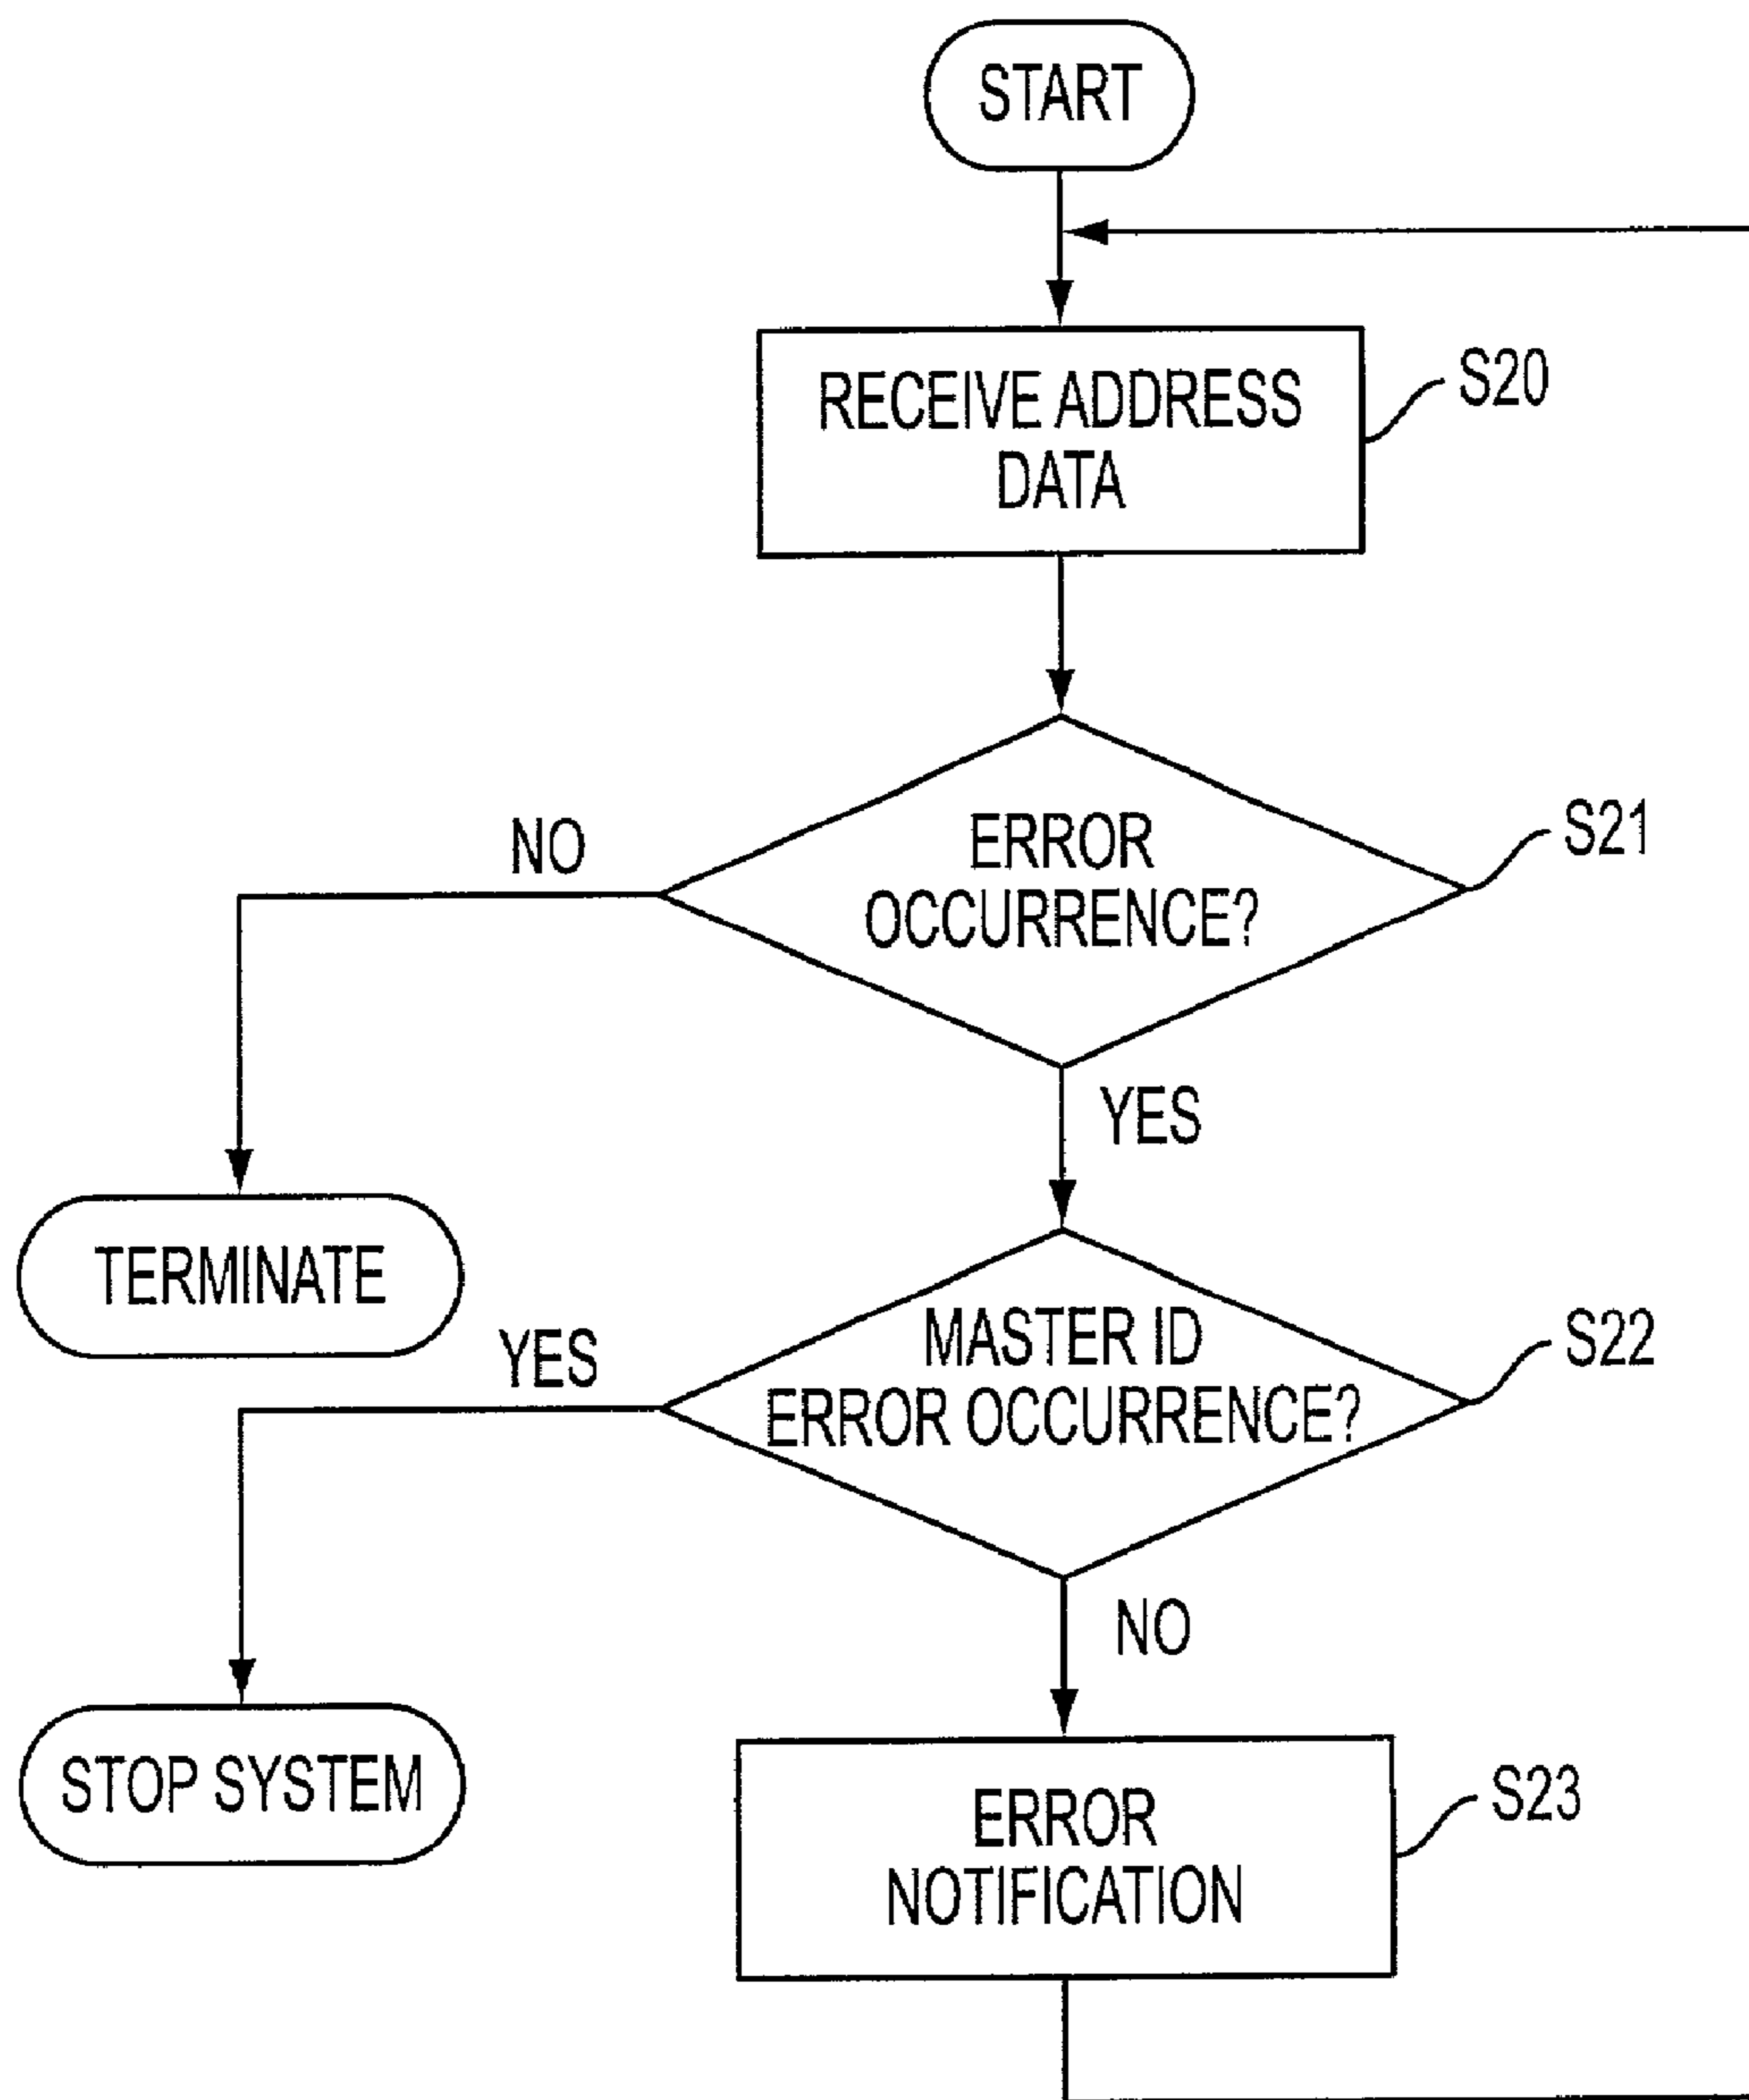 START
RECEIVE ADDRESS
DATA
S20
ERROR
OCCURRENCE?
S21
NO
YES
TERMINATE
MASTER ID
ERROR OCCURRENCE?
S22
YES
NO
STOP SYSTEM
ERROR
NOTIFICATION
S23